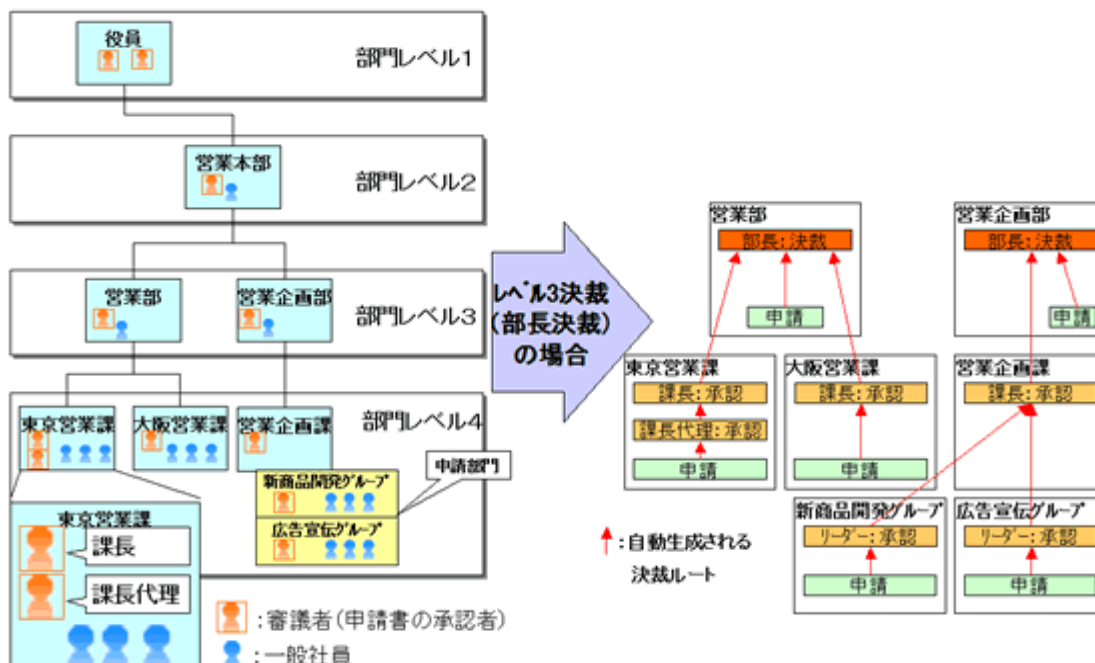 役員
部門レベル1
営業本部
部門レベル2
営業部
営業企画部
部門レベル3
東京営業課
大阪営業課
営業企画課
部門レベル4
申請部門
新商品開発グループ
広告宣伝グループ
東京営業課
課長
課長代理
:審議者(申請書の承認者)
:一般社員
レベル3決裁
(部長決裁)
の場合
営業部
部長:決裁
申請
営業企画部
部長:決裁
申請
東京営業課
課長:承認
課長代理:承認
申請
大阪営業課
課長:承認
申請
営業企画課
課長:承認
新商品開発グループ
リーダー:承認
申請
広告宣伝グループ
リーダー:承認
申請
:自動生成される
決裁ルート